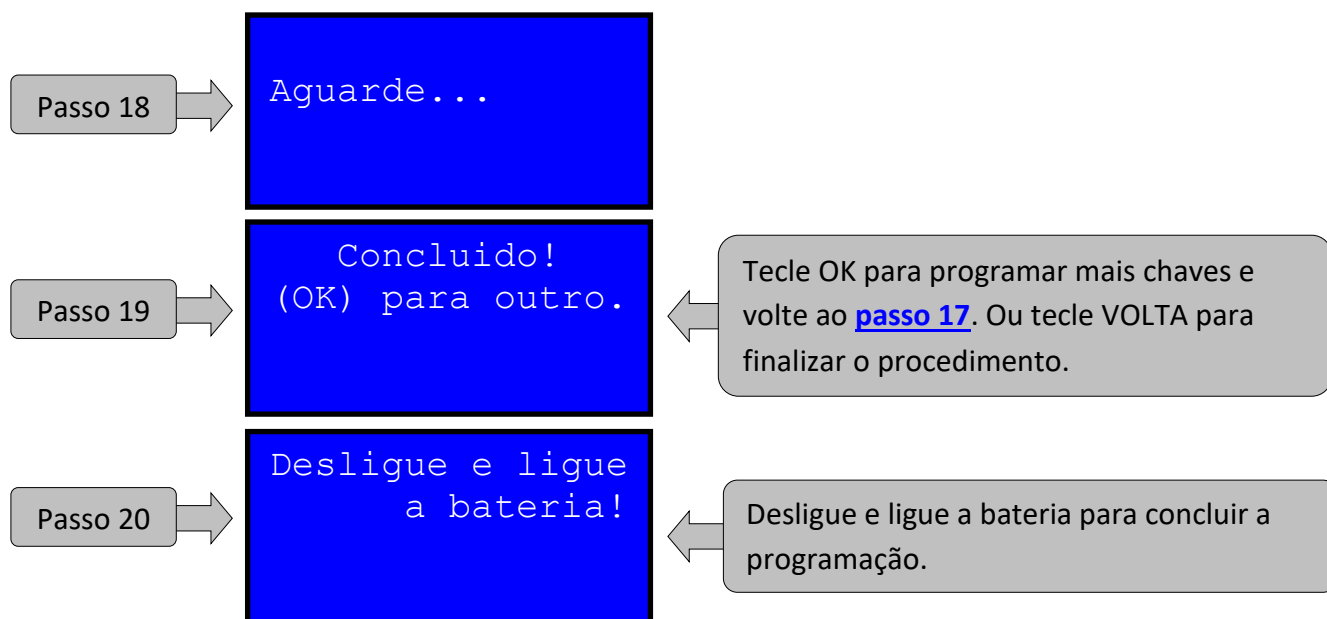 Passo 18
Aguarde...
Passo 19
Concluido!
(OK) para outro.
Tecle OK para programar mais chaves e
volte ao passo 17. Ou tecle VOLTA para
finalizar o procedimento.
Passo 20
Desligue e ligue
a bateria!
Desligue e ligue a bateria para concluir a
programação.